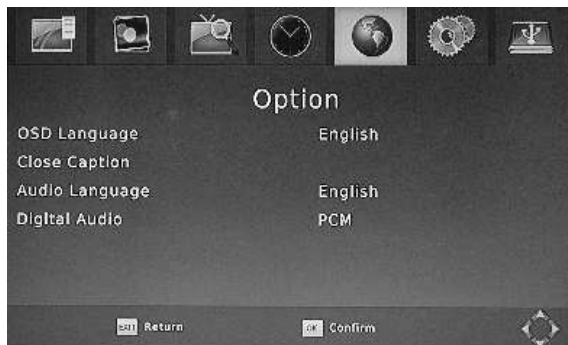 Option
OSD Language English
Close Caption
Audio Language English
Digital Audio PCM
EXIT Return OK Confirm